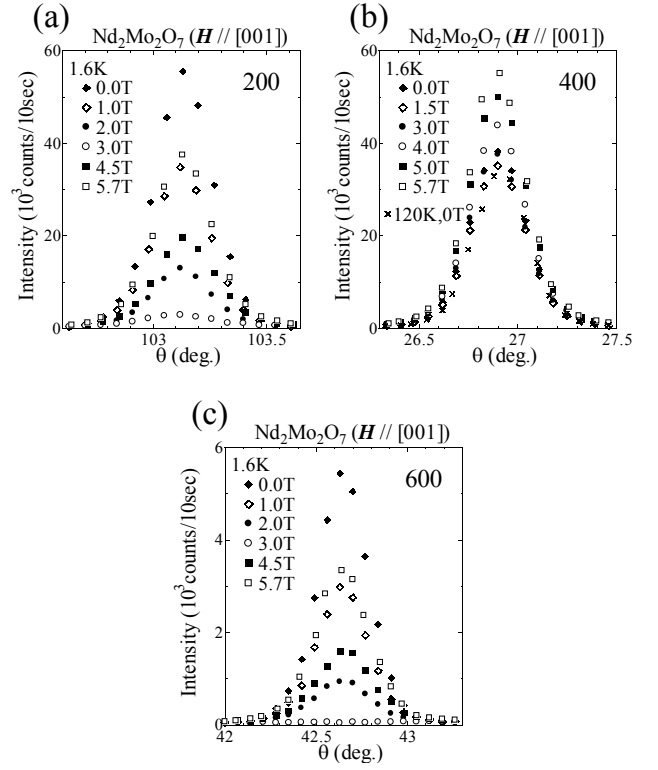 (a)
Nd2Mo2O7 (H // [001])
60
40
20
0
Intensity (10³ counts/10sec)
1.6K
0.0T
1.0T
2.0T
3.0T
4.5T
5.7T
200
103
103.5
θ (deg.)
(b)
Nd2Mo2O7 (H // [001])
60
40
20
0
Intensity (10³ counts/10sec)
1.6K
0.0T
1.5T
3.0T
4.0T
5.0T
5.7T
120K,0T
400
26.5
27
27.5
θ (deg.)
(c)
Nd2Mo2O7 (H // [001])
6
4
2
0
Intensity (10³counts/10sec)
1.6K
0.0T
1.0T
2.0T
3.0T
4.5T
5.7T
600
42
42.5
43
θ (deg.)